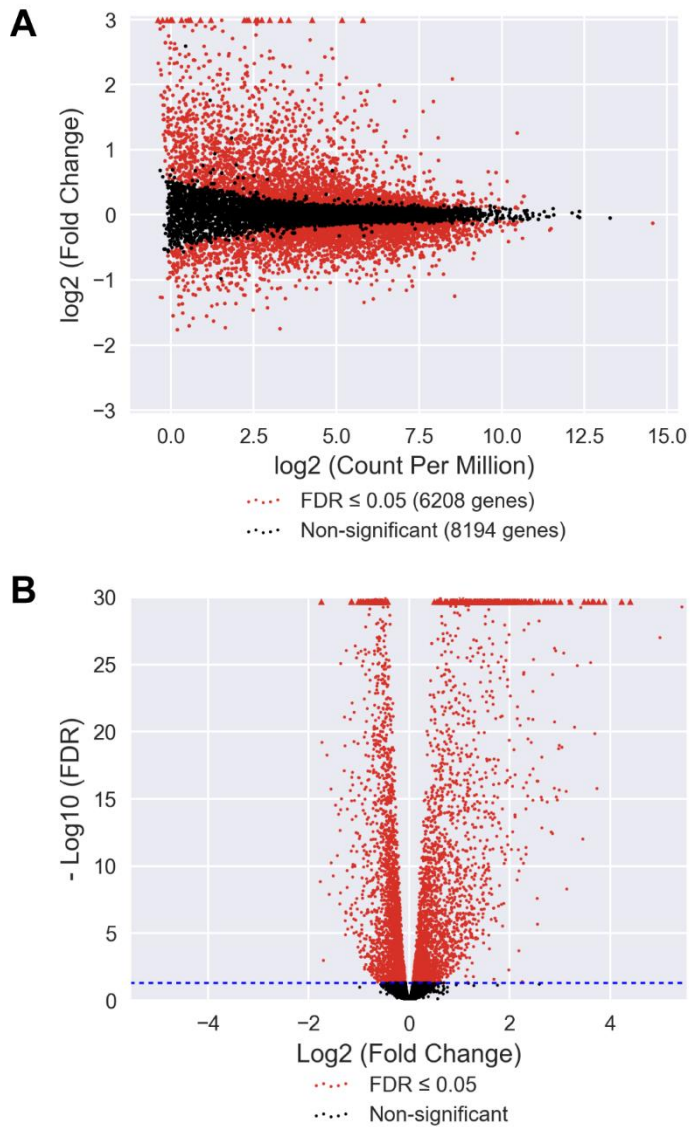 A
3
2
1
0
−1
−2
−3
log2 (Fold Change)
0.0 2.5 5.0 7.5 10.0 12.5 15.0
log2 (Count Per Million)
FDR ≤ 0.05 (6208 genes)
Non-significant (8194 genes)
B
30
25
20
15
10
5
0
- Log10 (FDR)
−4 −2 0 2 4
Log2 (Fold Change)
FDR ≤ 0.05
Non-significant